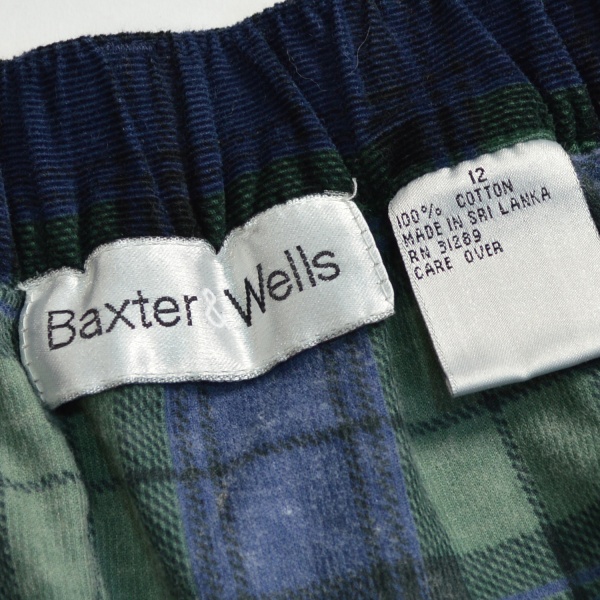 Baxter & Wells
12
100% COTTON
MADE IN SRI LANKA
RN 31289
CARE OVER